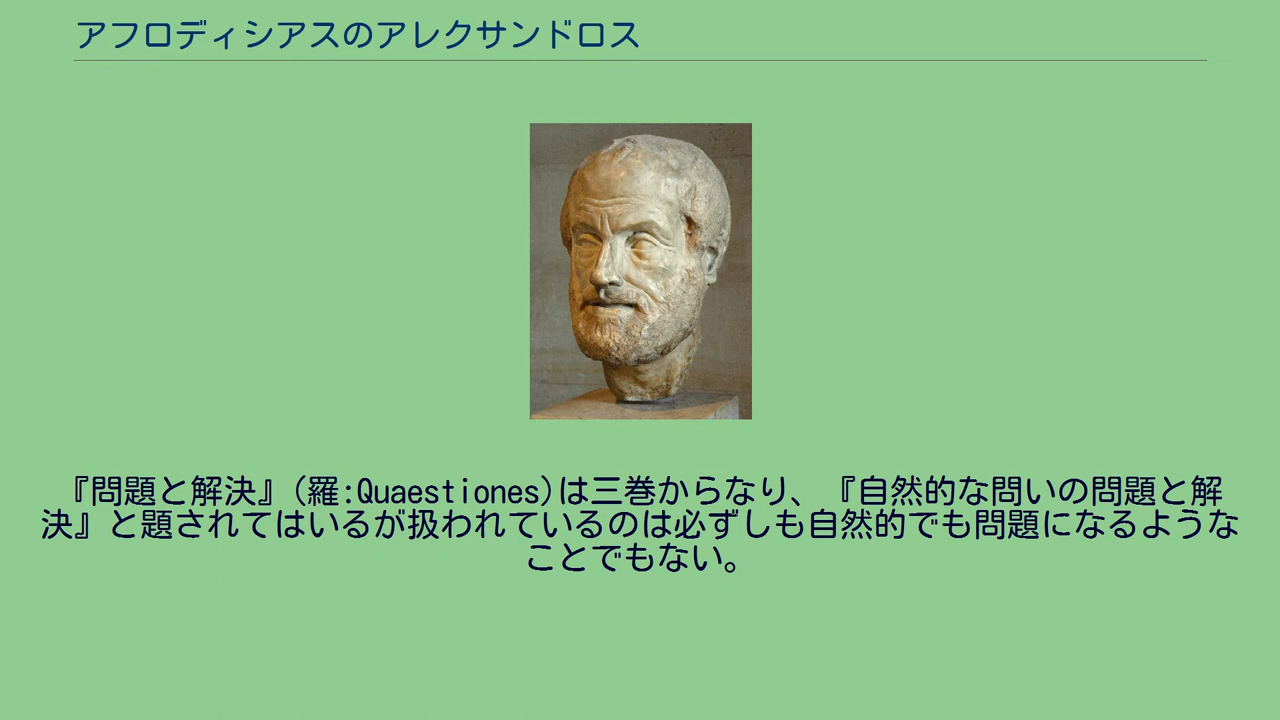 アフロディシアスのアレクサンドロス
『問題と解決』(羅:Quaestiones)は三巻からなり、『自然的な問いの問題と解
決』と題されてはいるが扱われているのは必ずしも自然的でも問題になるような
ことでもない。